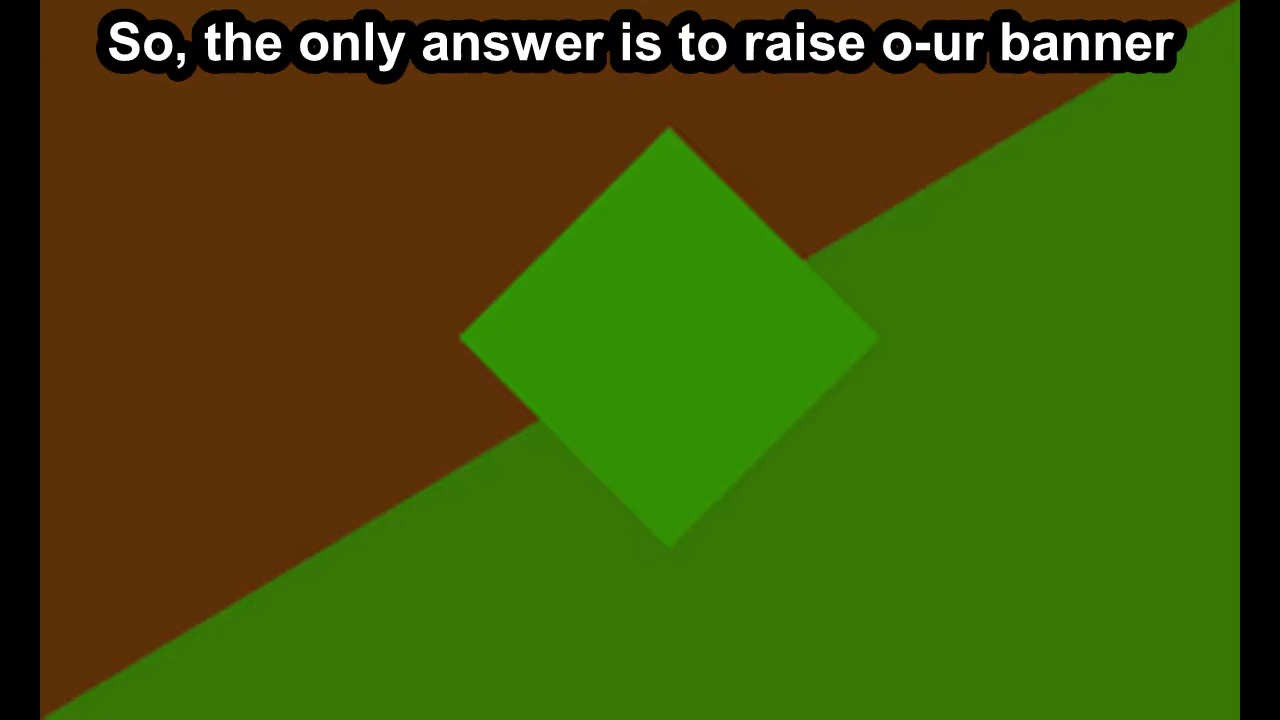 So, the only answer is to raise o-ur banner